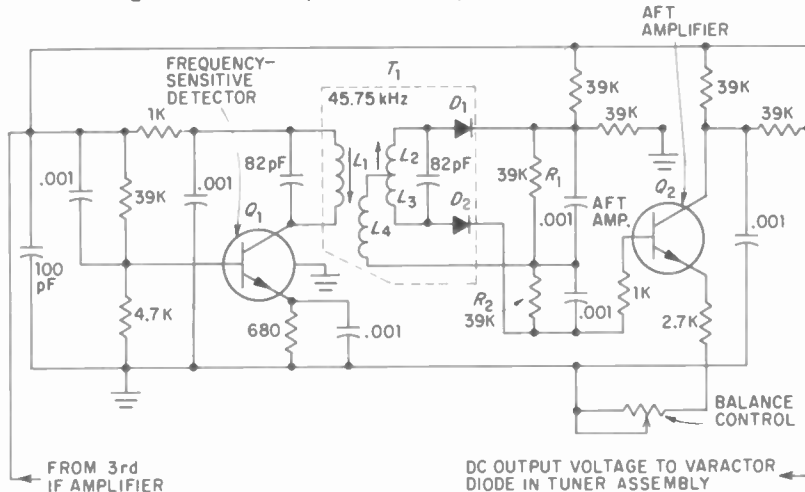 AFT
AMPLIFIER
FREQUENCY-
SENSITIVE
DETECTOR
T1
45.75 kHz
D1
39K
39K
39K
39K
1K
82pF
L1
L2
82pF
39K
R1
.001
.001
Q1
L3
D2
AFT
AMP.
Q2
.001
39K
L4
.001
100
pF
4.7K
680
.001
R2
39K
.001
1K
2.7K
BALANCE
CONTROL
FROM 3rd
IF AMPLIFIER
DC OUTPUT VOLTAGE TO VARACTOR
DIODE IN TUNER ASSEMBLY